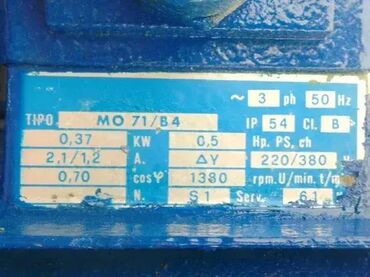 ~ 3 ph 50 Hz
TIPO MO 71/B4 IP 54 Cl. B
0,37 KW 0,5 Hp. PS, ch
2,1/1,2 A. ΔY 220/380 V
0,70 cosφ 1380 rpm. U/min. t/m
N. S1 Serv.